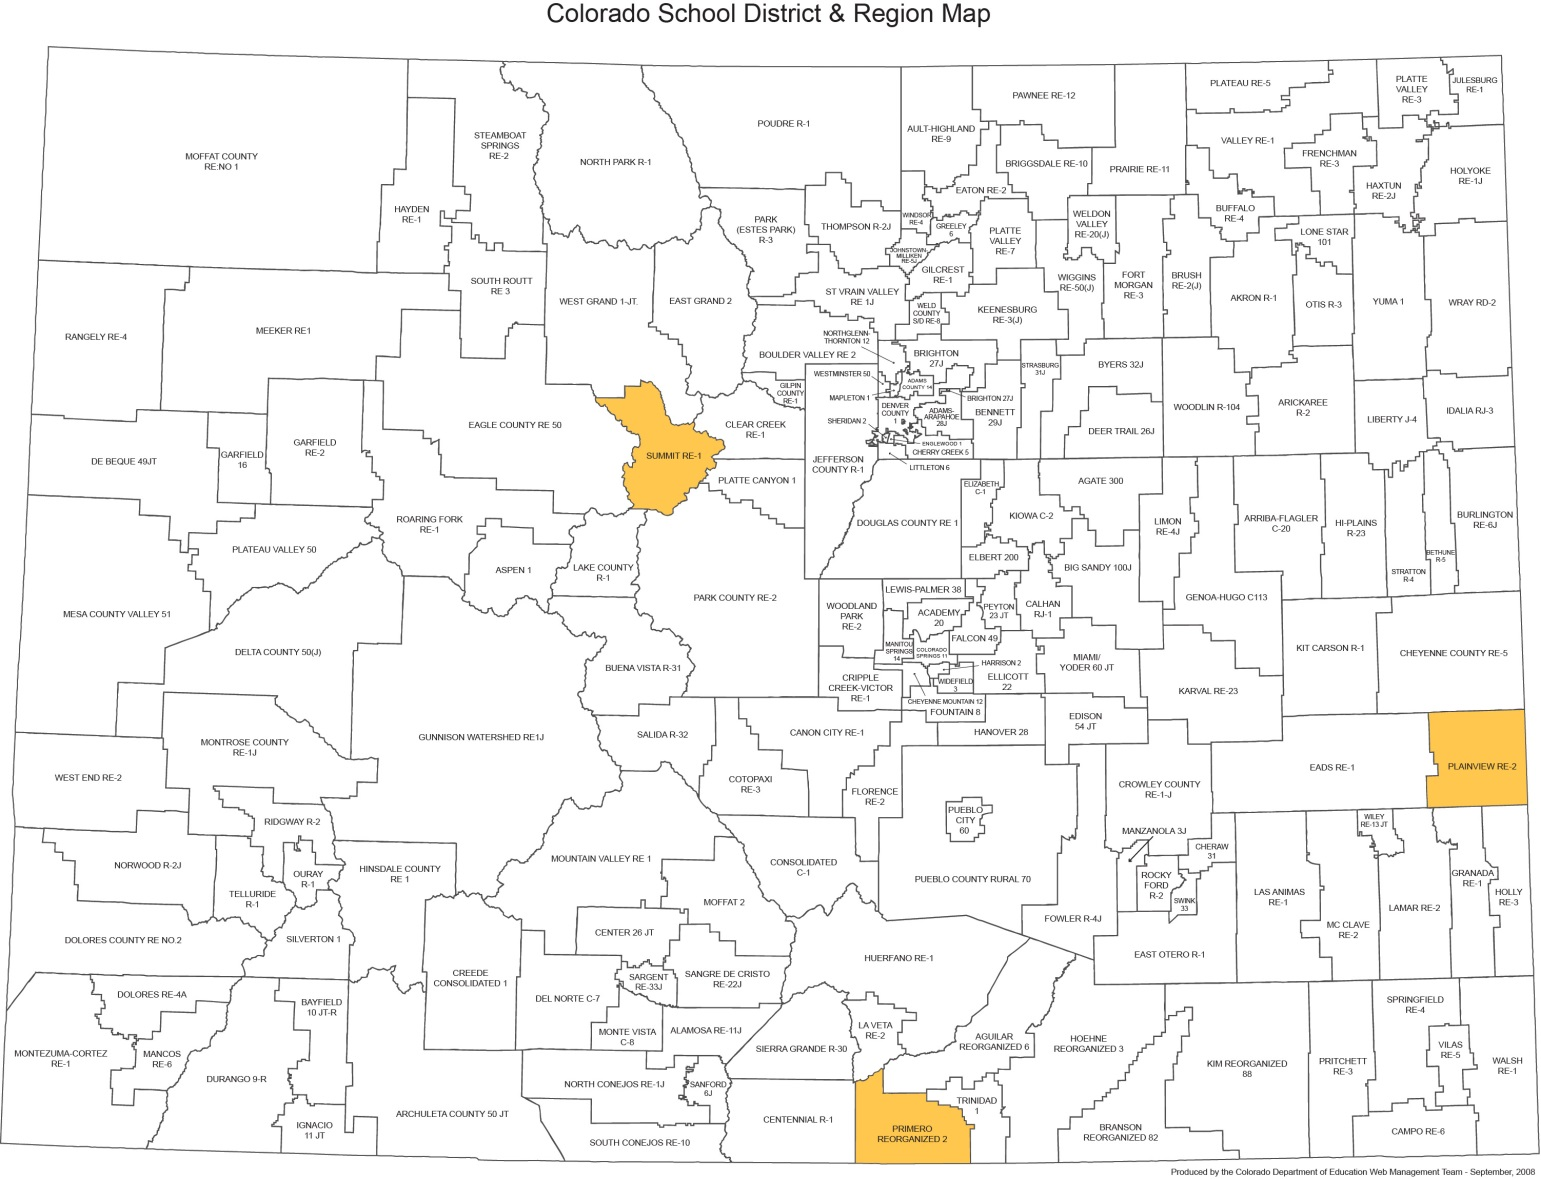 Colorado School District & Region Map
MOFFAT COUNTY
RE:NO 1
HAYDEN
RE-1
STEAMBOAT
SPRINGS
RE-2
NORTH PARK R-1
POUDRE R-1
AULT-HIGHLAND
RE-9
PAWNEE RE-12
BRIGGSDALE RE-10
PRAIRIE RE-11
PLATEAU RE-5
VALLEY RE-1
FRENCHMAN
RE-3
PLATTE
VALLEY
RE-3
JULESBURG
RE-1
HAXTUN
RE-2J
HOLYOKE
RE-1J
BUFFALO
RE-4
LONE STAR
101
EATON RE-2
PARK
(ESTES PARK)
R-3
THOMPSON R-2J
WINDSOR
RE-4
GREELEY
6
PLATTE
VALLEY
RE-7
WELDON
VALLEY
RE-20(J)
JOHNSTOWN-
MILLIKEN
RE-5J
GILCREST
RE-1
WIGGINS
RE-50(J)
FORT
MORGAN
RE-3
BRUSH
RE-2(J)
AKRON R-1
OTIS R-3
YUMA 1
WRAY RD-2
SOUTH ROUTT
RE 3
WEST GRAND 1-JT.
EAST GRAND 2
ST VRAIN VALLEY
RE 1J
WELD
COUNTY
S/D RE-8
KEENESBURG
RE-3(J)
RANGELY RE-4
MEEKER RE1
NORTHGLENN-
THORNTON 12
BOULDER VALLEY RE 2
BRIGHTON
27J
STRASBURG
31J
BYERS 32J
WESTMINSTER 50
ADAMS
COUNTY 14
GILPIN
COUNTY
RE-1
MAPLETON 1
BRIGHTON 27J
DENVER
COUNTY
1
ADAMS-
ARAPAHOE
28J
BENNETT
29J
WOODLIN R-104
ARICKAREE
R-2
LIBERTY J-4
IDALIA RJ-3
DEER TRAIL 26J
SHERIDAN 2
ENGLEWOOD 1
CHERRY CREEK 5
LITTLETON 6
CLEAR CREEK
RE-1
JEFFERSON
COUNTY R-1
EAGLE COUNTY RE 50
SUMMIT RE-1
PLATTE CANYON 1
DE BEQUE 49JT
GARFIELD
16
GARFIELD
RE-2
ROARING FORK
RE-1
ASPEN 1
LAKE COUNTY
R-1
PLATEAU VALLEY 50
DOUGLAS COUNTY RE 1
ELIZABETH
C-1
KIOWA C-2
AGATE 300
LIMON
RE-4J
ARRIBA-FLAGLER
C-20
HI-PLAINS
R-23
STRATTON
R-4
BETHUNE
R-5
BURLINGTON
RE-6J
ELBERT 200
BIG SANDY 100J
MESA COUNTY VALLEY 51
DELTA COUNTY 50(J)
PARK COUNTY RE-2
WOODLAND
PARK
RE-2
LEWIS-PALMER 38
ACADEMY
20
PEYTON
23 JT
CALHAN
RJ-1
GENOA-HUGO C113
FALCON 49
MANITOU
SPRINGS
14
COLORADO
SPRINGS 11
HARRISON 2
MIAMI/
YODER 60 JT
KIT CARSON R-1
CHEYENNE COUNTY RE-5
BUENA VISTA R-31
CRIPPLE
CREEK-VICTOR
RE-1
WIDEFIELD
3
ELLICOTT
22
KARVAL RE-23
CHEYENNE MOUNTAIN 12
FOUNTAIN 8
EDISON
54 JT
HANOVER 28
GUNNISON WATERSHED RE1J
SALIDA R-32
CANON CITY RE-1
MONTROSE COUNTY
RE-1J
WEST END RE-2
COTOPAXI
RE-3
FLORENCE
RE-2
CROWLEY COUNTY
RE-1-J
EADS RE-1
PLAINVIEW RE-2
PUEBLO
CITY
60
RIDGWAY R-2
MANZANOLA 3J
WILEY
RE-13 JT
CHERAW
31
NORWOOD R-2J
TELLURIDE
R-1
OURAY
R-1
HINSDALE COUNTY
RE 1
MOUNTAIN VALLEY RE 1
CONSOLIDATED
C-1
PUEBLO COUNTY RURAL 70
ROCKY
FORD
R-2
SWINK
33
LAS ANIMAS
RE-1
MC CLAVE
RE-2
LAMAR RE-2
GRANADA
RE-1
HOLLY
RE-3
MOFFAT 2
FOWLER R-4J
DOLORES COUNTY RE NO.2
SILVERTON 1
CENTER 26 JT
EAST OTERO R-1
HUERFANO RE-1
CREEDE
CONSOLIDATED 1
SARGENT
RE-33J
SANGRE DE CRISTO
RE-22J
DEL NORTE C-7
DOLORES RE-4A
BAYFIELD
10 JT-R
MONTE VISTA
C-8
ALAMOSA RE-11J
LA VETA
RE-2
SIERRA GRANDE R-30
AGUILAR
REORGANIZED 6
HOEHNE
REORGANIZED 3
SPRINGFIELD
RE-4
MONTEZUMA-CORTEZ
RE-1
MANCOS
RE-6
DURANGO 9-R
KIM REORGANIZED
88
PRITCHETT
RE-3
VILAS
RE-5
WALSH
RE-1
NORTH CONEJOS RE-1J
SANFORD
6J
TRINIDAD
1
ARCHULETA COUNTY 50 JT
IGNACIO
11 JT
CENTENNIAL R-1
PRIMERO
REORGANIZED 2
BRANSON
REORGANIZED 82
CAMPO RE-6
SOUTH CONEJOS RE-10
Produced by the Colorado Department of Education Web Management Team - September, 2008